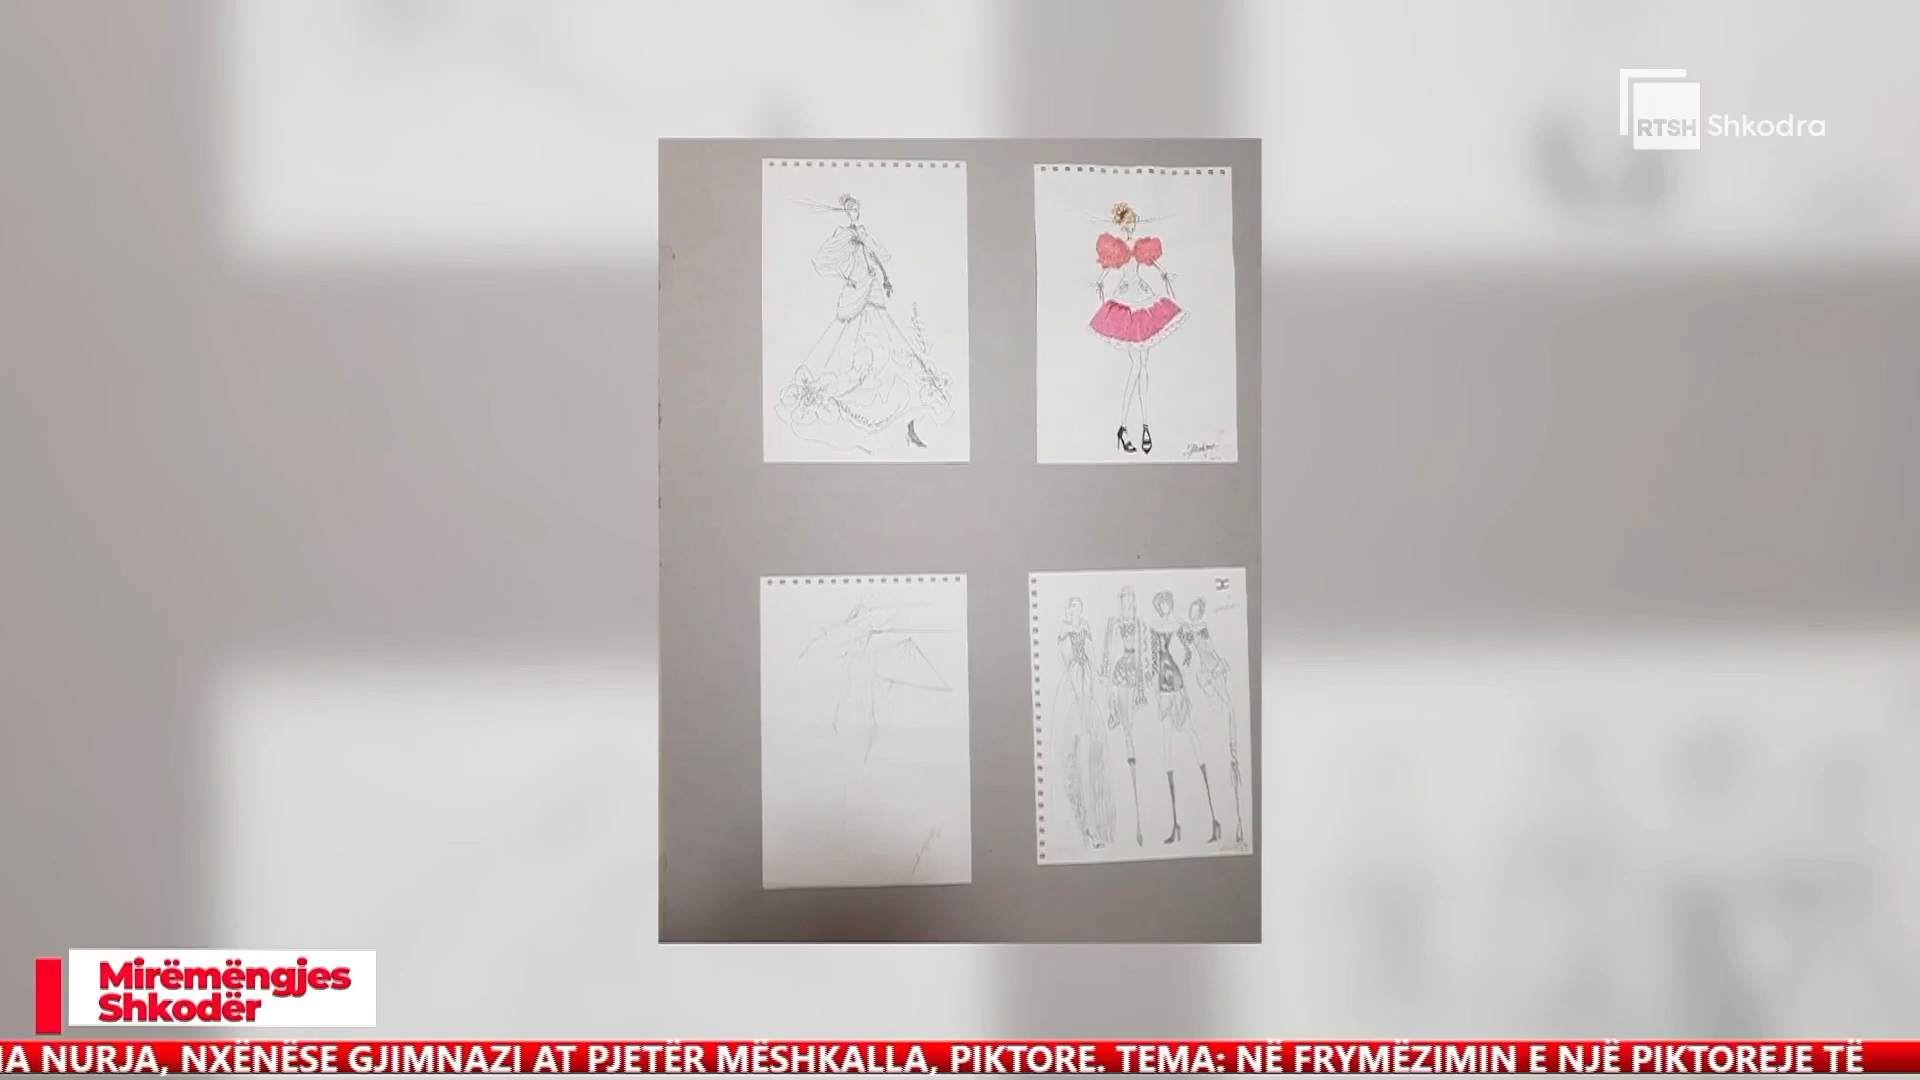 RTSH Shkodra
Mirëmëngjes
Shkodër
NURJA, NXËNËSE GJIMNAZI AT PJETËR MËSHKALLA, PIKTORE. TEMA: NË FRYMËZIMIN E NJË PIKTOREJE TË